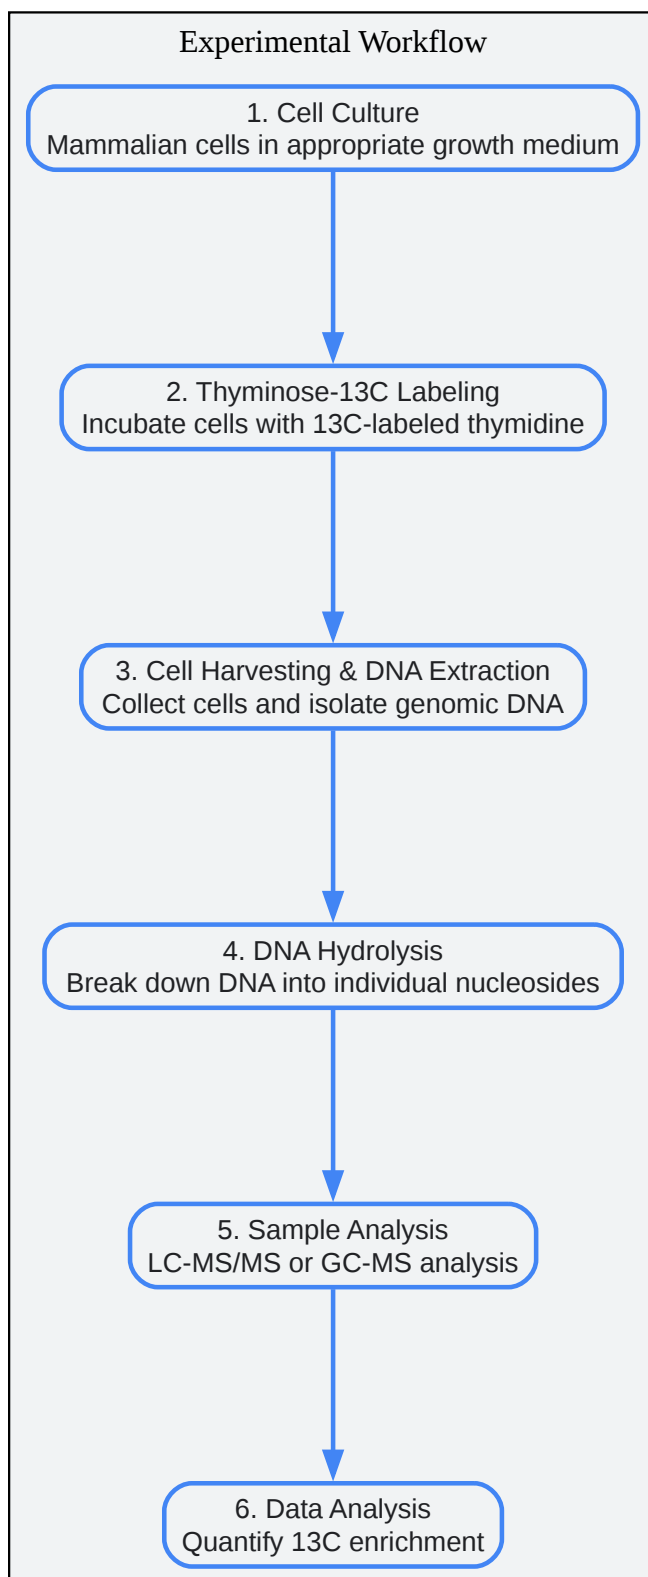 Experimental Workflow
1. Cell Culture
Mammalian cells in appropriate growth medium
2. Thyminose-13C Labeling
Incubate cells with 13C-labeled thymidine
3. Cell Harvesting & DNA Extraction
Collect cells and isolate genomic DNA
4. DNA Hydrolysis
Break down DNA into individual nucleosides
5. Sample Analysis
LC-MS/MS or GC-MS analysis
6. Data Analysis
Quantify 13C enrichment